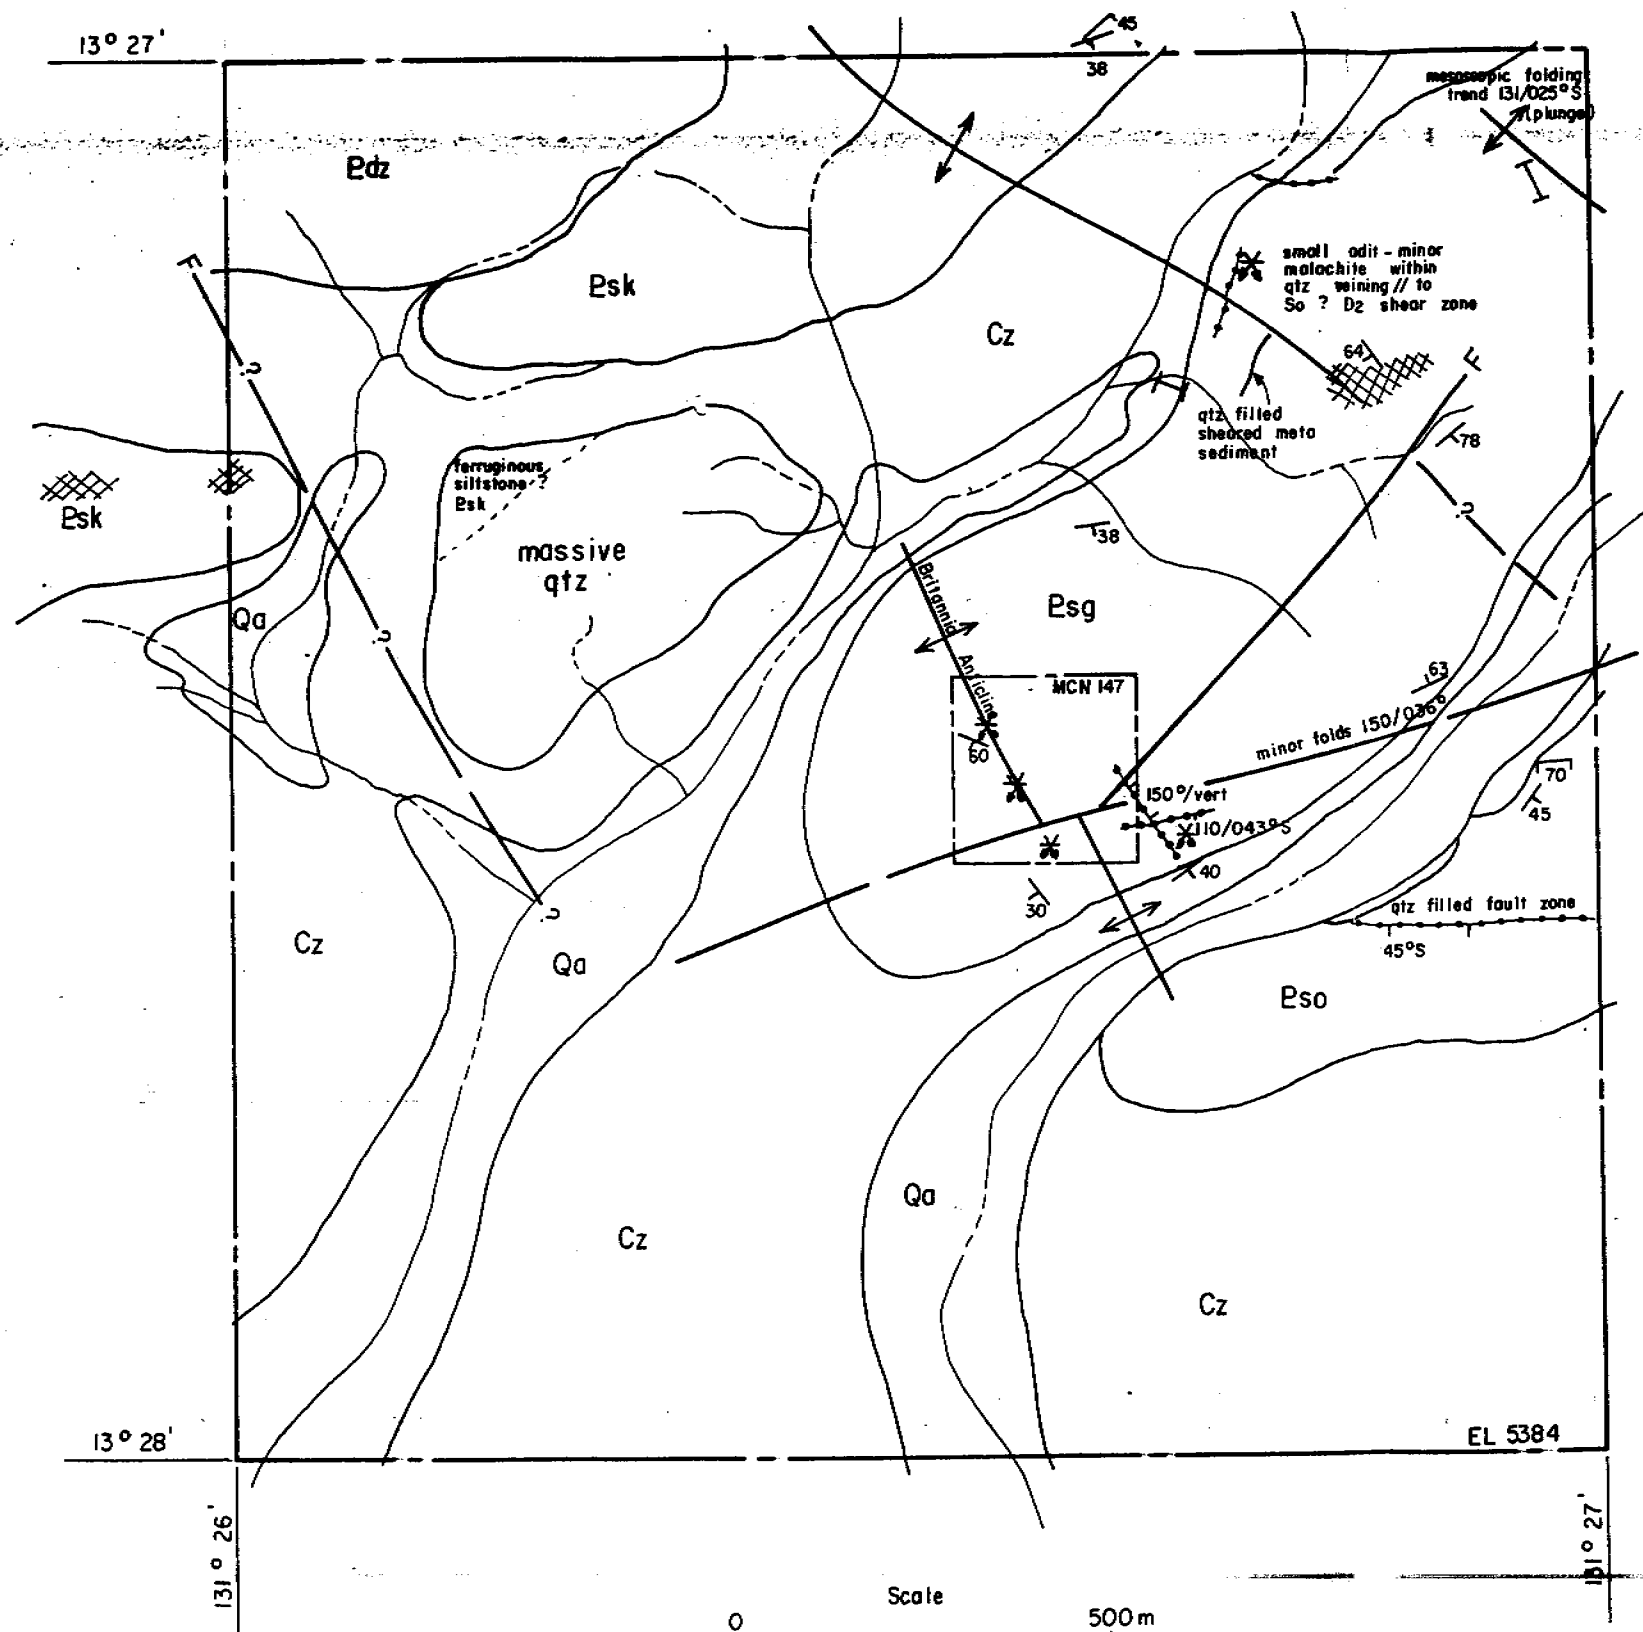 13° 27'
45
38
mesoscopic folding
trend 131/025°S
(plunge)
Pdz
F
small adit - minor
malachite within
qtz veining // to
So ? D2 shear zone
Psk
Cz
?
64
F
qtz filled
sheared meta
sediment
78
ferruginous
siltstone ?
Psk
Psk
massive
qtz
?
38
Qa
Britannia Anticline
Psg
?
MCN 147
63
minor folds 150/036°
60
70
150°/vert
45
110/043°S
40
30
?
qtz filled fault zone
45°S
Cz
Qa
Pso
Qa
Cz
Cz
13° 28'
EL 5384
131° 26'
131° 27'
Scale
0 500m